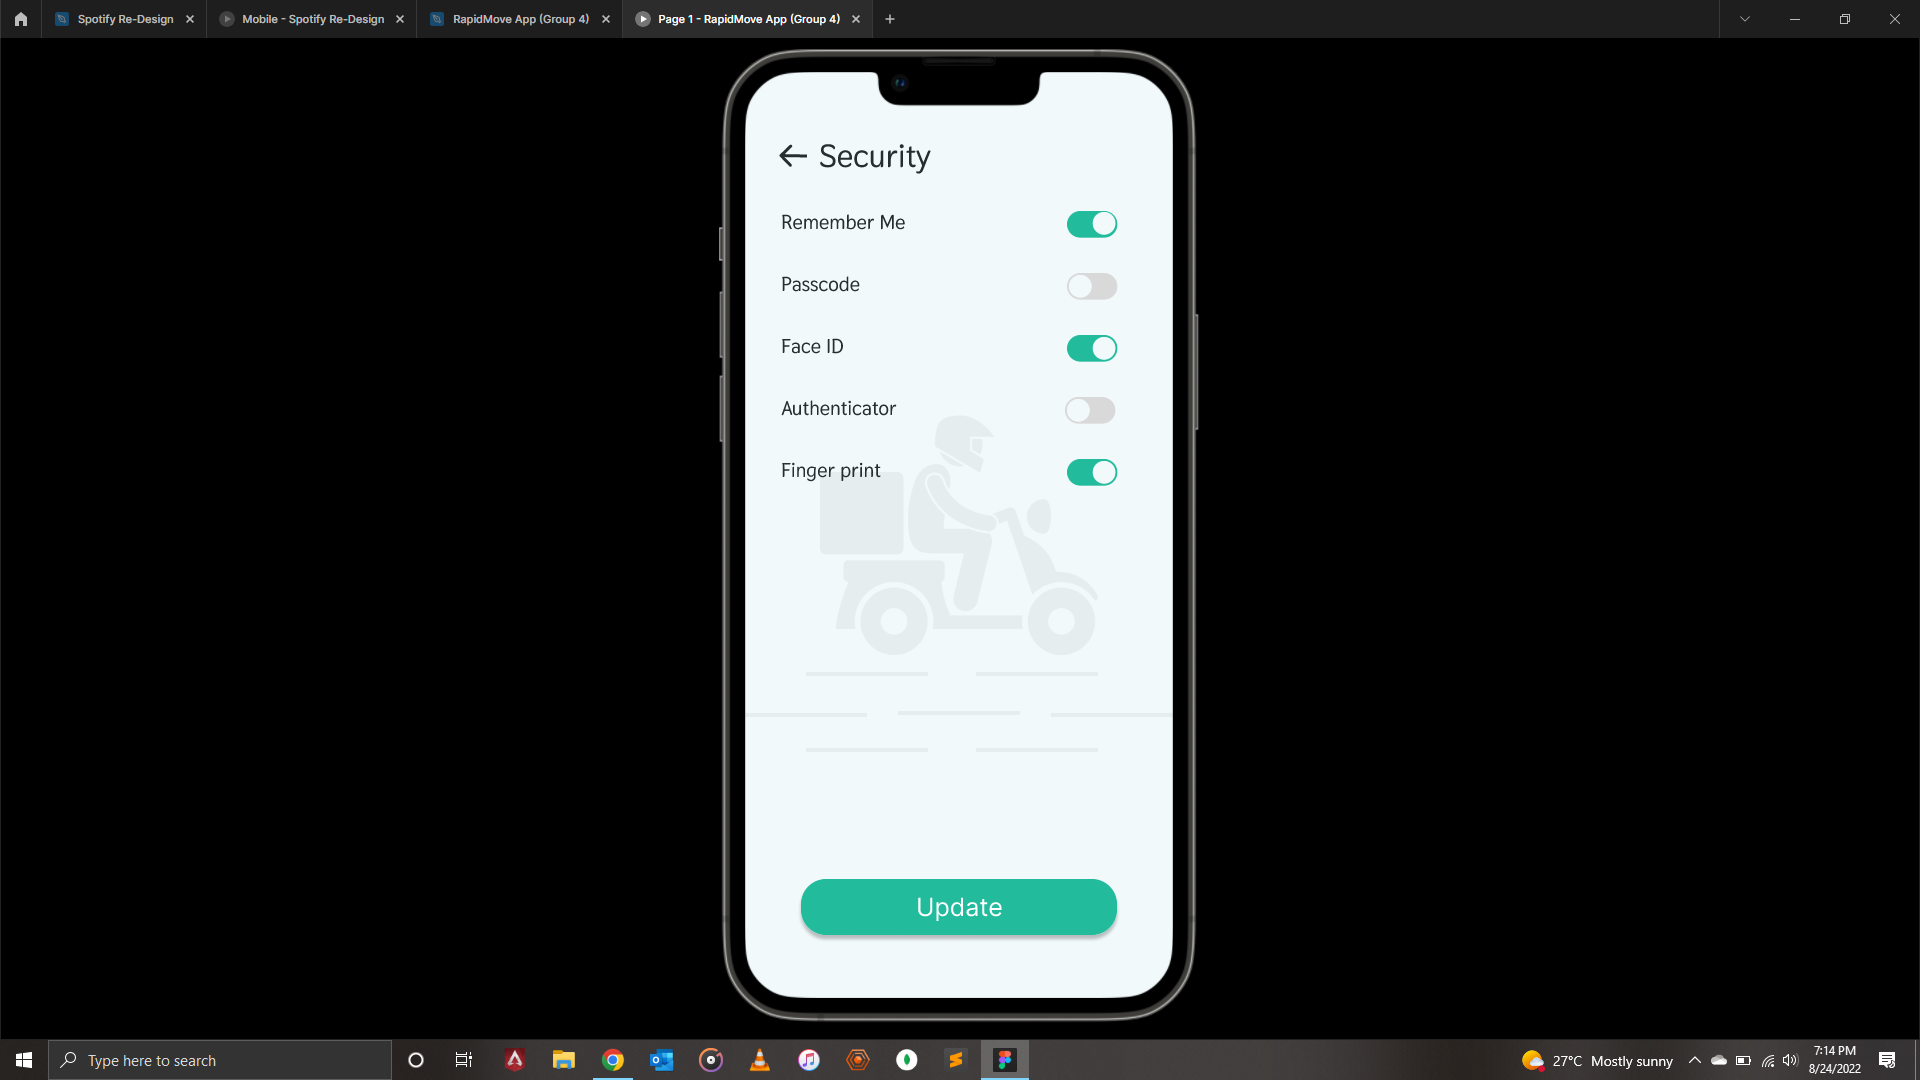 Spotify Re-Design
Mobile - Spotify Re-Design
RapidMove App (Group 4)
Page 1 - RapidMove App (Group 4)
Security
Remember Me
Passcode
Face ID
Authenticator
Finger print
Update
Type here to search
27°C Mostly sunny
7:14 PM
8/24/2022